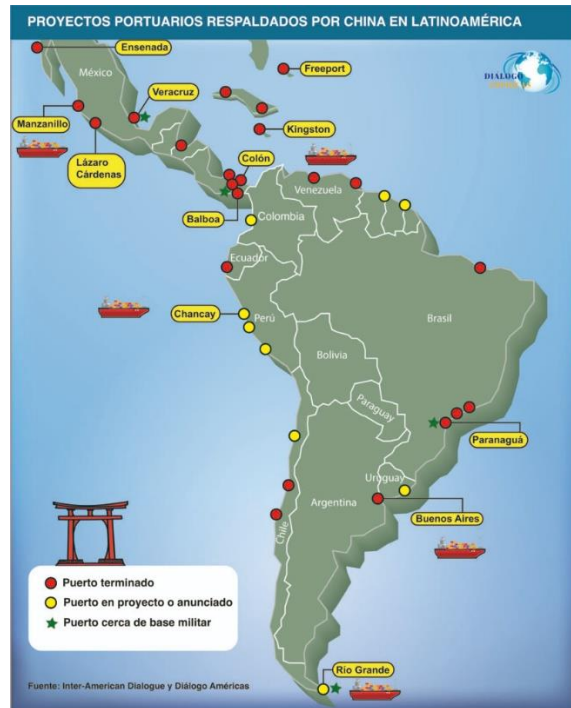 PROYECTOS PORTUARIOS RESPALDADOS POR CHINA EN LATINOAMÉRICA
Ensenada
México
Freeport
DIÁLOGO
Veracruz
Manzanillo
Kingston
Lázaro
Cárdenas
Colón
Venezuela
Balboa
Colombia
Ecuador
Chancay
Perú
Brasil
Bolivia
Paraguay
Paranaguá
Uruguay
Argentina
Buenos Aires
Chile
Puerto terminado
Puerto en proyecto o anunciado
Puerto cerca de base militar
Río Grande
Fuente: Inter-American Dialogue y Diálogo Américas